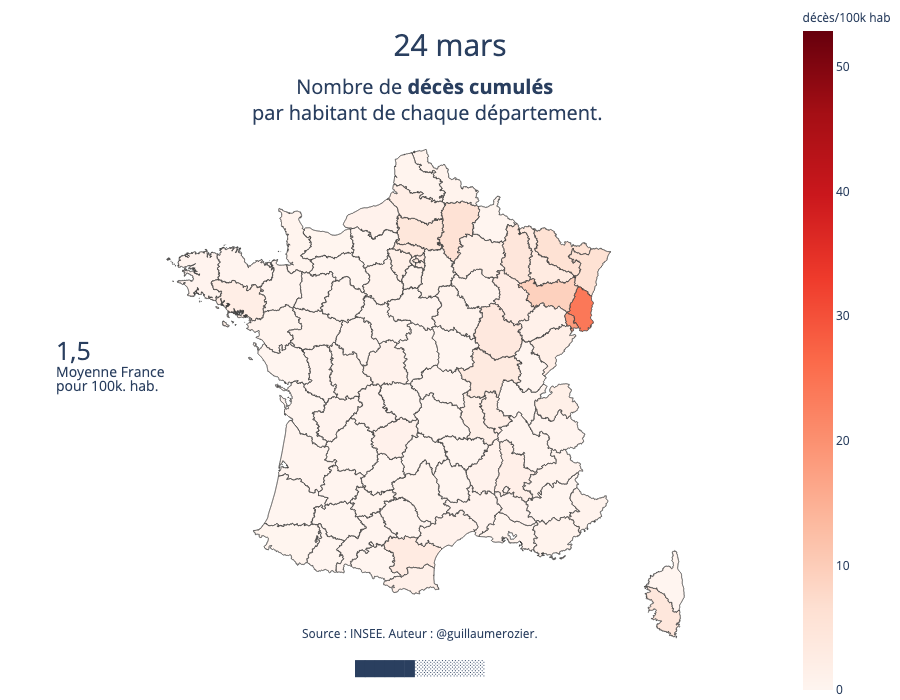 24 mars
Nombre de décès cumulés
par habitant de chaque département.
décès/100k hab
50
40
30
20
10
0
1,5
Moyenne France
pour 100k. hab.
Source : INSEE. Auteur : @guillaumerozier.